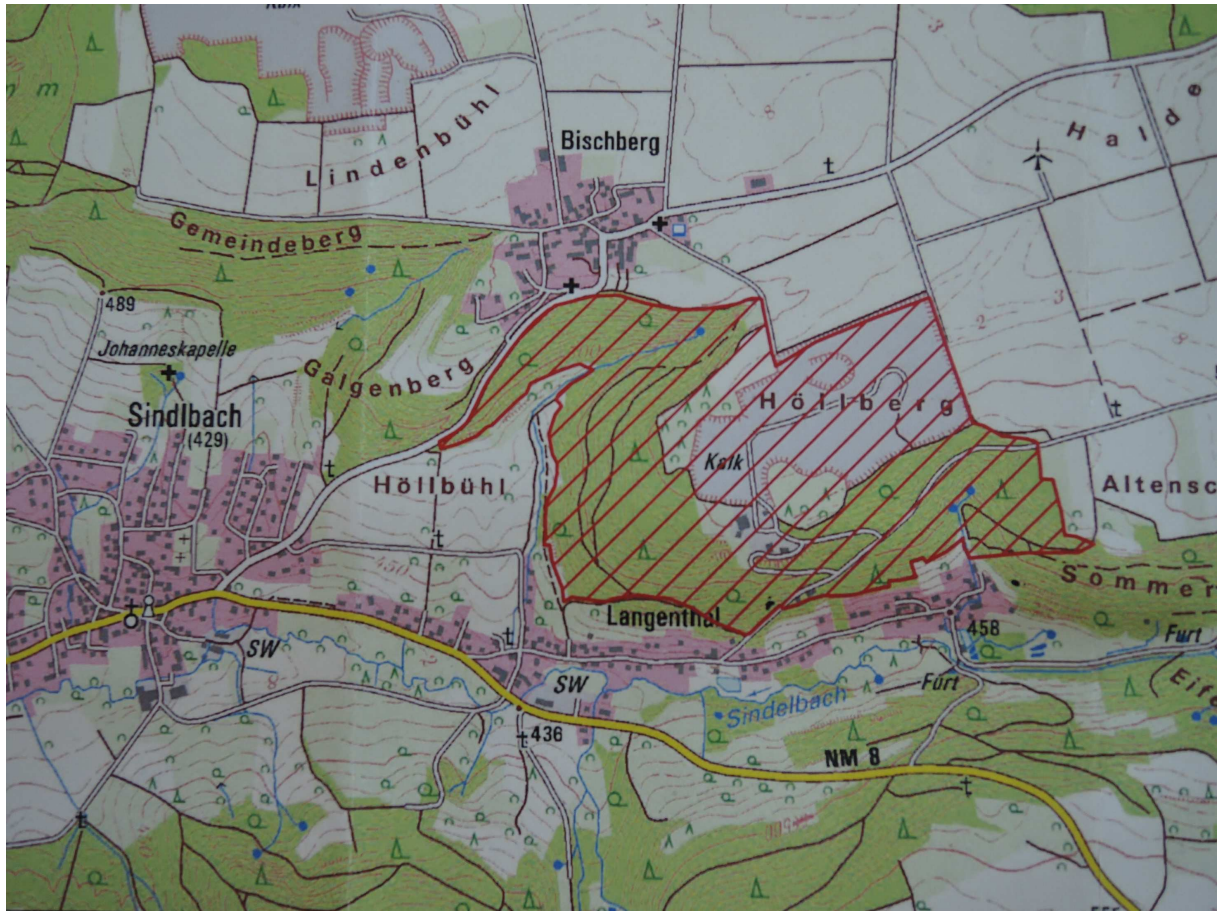 Lindenbühl
Bischberg
Halde
Gemeindeberg
489
Johanneskapelle
Galgenberg
Sindlbach
(429)
Höllberg
Kalk
Höllbühl
450
Langenthal
Sommer
458
Furt
SW
SW
Furt
Sindelbach
436
NM 8